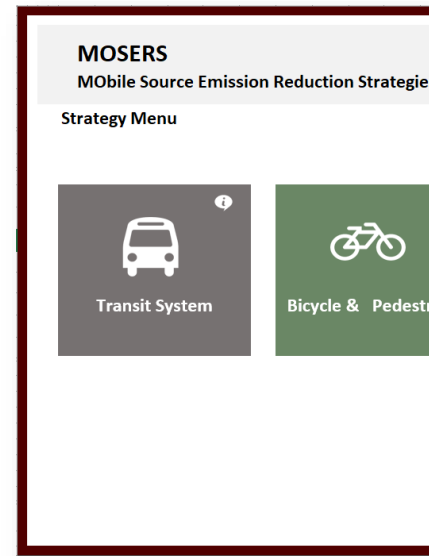 MOSERS
MObile Source Emission Reduction Strategie
Strategy Menu
i
Transit System
Bicycle & Pedestr